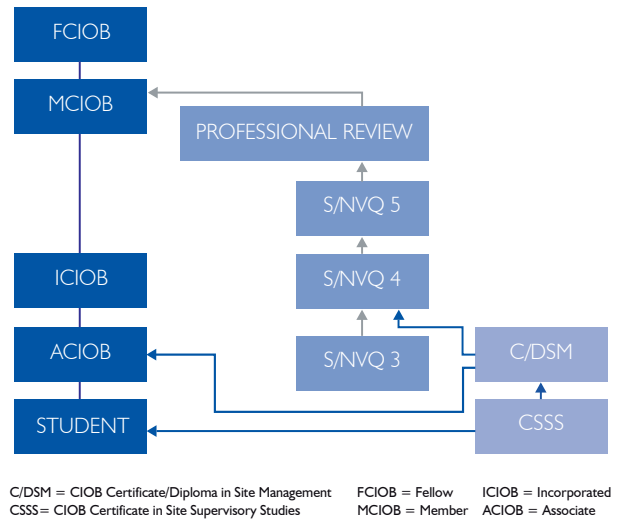 FCIOB
MCIOB
PROFESSIONAL REVIEW
S/NVQ 5
ICIOB
S/NVQ 4
ACIOB
S/NVQ 3
C/DSM
STUDENT
CSSS
C/DSM = CIOB Certificate/Diploma in Site Management
CSSS= CIOB Certificate in Site Supervisory Studies
FCIOB = Fellow
MCIOB = Member
ICIOB = Incorporated
ACIOB = Associate